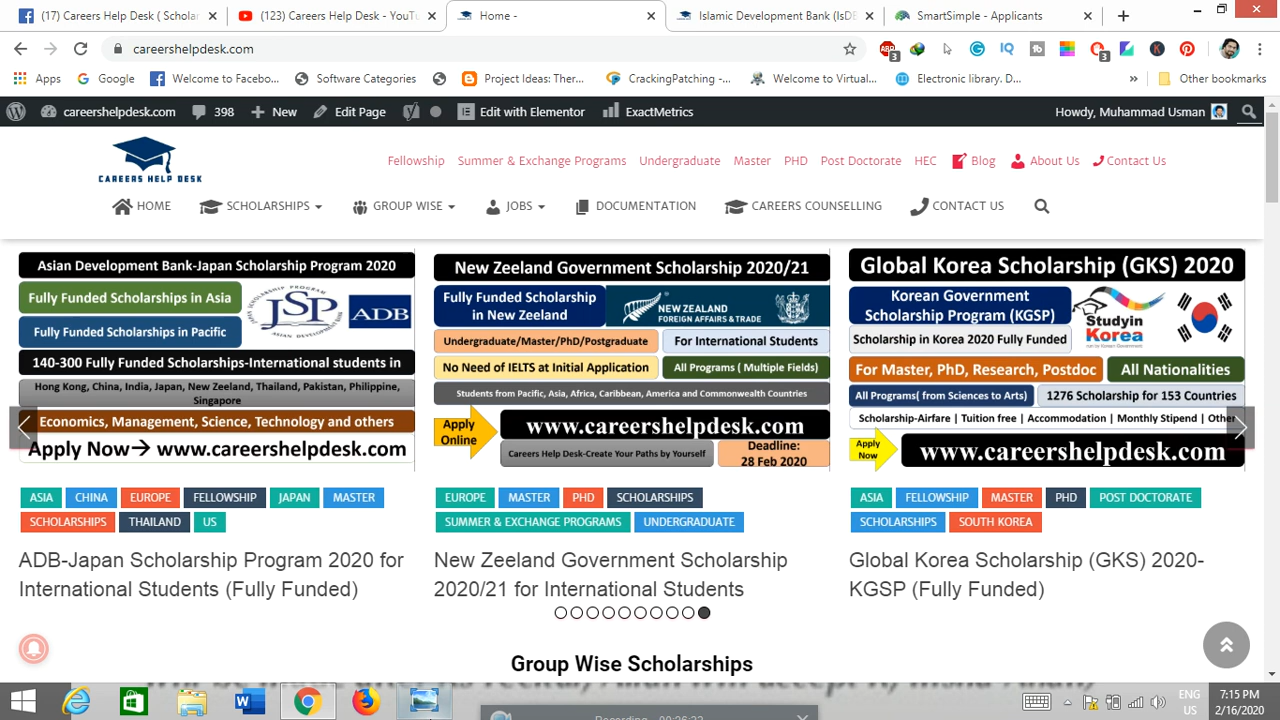 (17) Careers Help Desk ( Scholar
(123) Careers Help Desk - YouTu
Home -
Islamic Development Bank (IsDB
SmartSimple - Applicants
careershelpdesk.com
Apps
Google
Welcome to Facebo...
Software Categories
Project Ideas: Ther...
CrackingPatching -...
Welcome to Virtual...
Electronic library. D...
Other bookmarks
careershelpdesk.com
398
New
Edit Page
Edit with Elementor
ExactMetrics
Howdy, Muhammad Usman
CAREERS HELP DESK
Fellowship
Summer & Exchange Programs
Undergraduate
Master
PHD
Post Doctorate
HEC
Blog
About Us
Contact Us
HOME
SCHOLARSHIPS
GROUP WISE
JOBS
DOCUMENTATION
CAREERS COUNSELLING
CONTACT US
Asian Development Bank-Japan Scholarship Program 2020
Fully Funded Scholarships in Asia
Fully Funded Scholarships in Pacific
JSP
ADB
140-300 Fully Funded Scholarships-International students in
Hong Kong, China, India, Japan, New Zeeland, Thailand, Pakistan, Philippine,
Singapore
Economics, Management, Science, Technology and others
Apply Now→ www.careershelpdesk.com
ASIA CHINA EUROPE FELLOWSHIP JAPAN MASTER
SCHOLARSHIPS THAILAND US
ADB-Japan Scholarship Program 2020 for
International Students (Fully Funded)
New Zeeland Government Scholarship 2020/21
Fully Funded Scholarship
in New Zeeland
NEW ZEALAND
FOREIGN AFFAIRS & TRADE
Undergraduate/Master/PhD/Postgraduate
For International Students
No Need of IELTS at Initial Application
All Programs ( Multiple Fields)
Students from Pacific, Asia, Africa, Caribbean, America and Commonwealth Countries
Apply
Online
www.careershelpdesk.com
Careers Help Desk-Create Your Paths by Yourself
Deadline:
28 Feb 2020
EUROPE MASTER PHD SCHOLARSHIPS
SUMMER & EXCHANGE PROGRAMS UNDERGRADUATE
New Zeeland Government Scholarship
2020/21 for International Students
Global Korea Scholarship (GKS) 2020
Korean Government
Scholarship Program (KGSP)
Studyin
Korea
Scholarship in Korea 2020 Fully Funded
For Master, PhD, Research, Postdoc
All Nationalities
All Programs( from Sciences to Arts)
1276 Scholarship for 153 Countries
Scholarship-Airfare | Tuition free | Accommodation | Monthly Stipend | Other
Apply
Now
www.careershelpdesk.com
ASIA FELLOWSHIP MASTER PHD POST DOCTORATE
SCHOLARSHIPS SOUTH KOREA
Global Korea Scholarship (GKS) 2020-
KGSP (Fully Funded)
Group Wise Scholarships
ENG
US
7:15 PM
2/16/2020